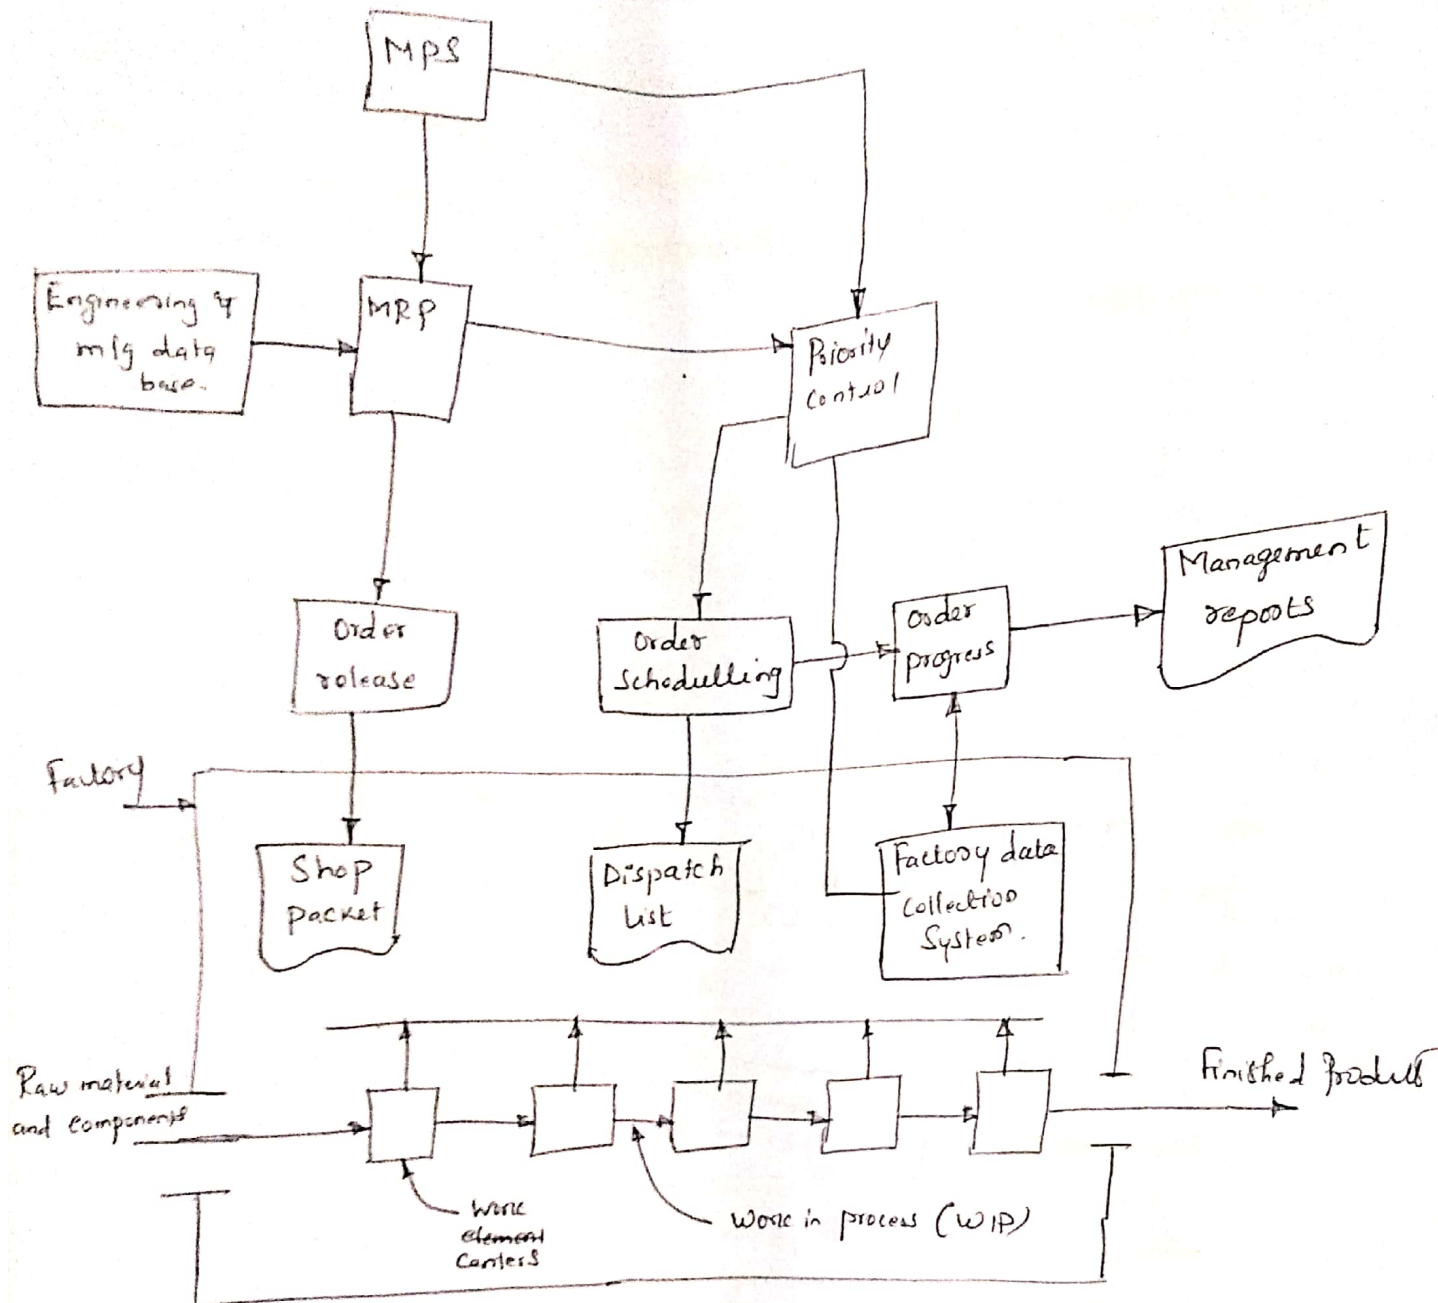 MPS
Engineering &
mfg data
base.
MRP
Priority
Control
Management
reports
Order
release
Order
Schedulling
Order
progress
Factory
Shop
packet
Dispatch
list
Factory data
Collection
System.
Raw material
and components
Finished Product
Work
element
Centers
Work in process (WIP)